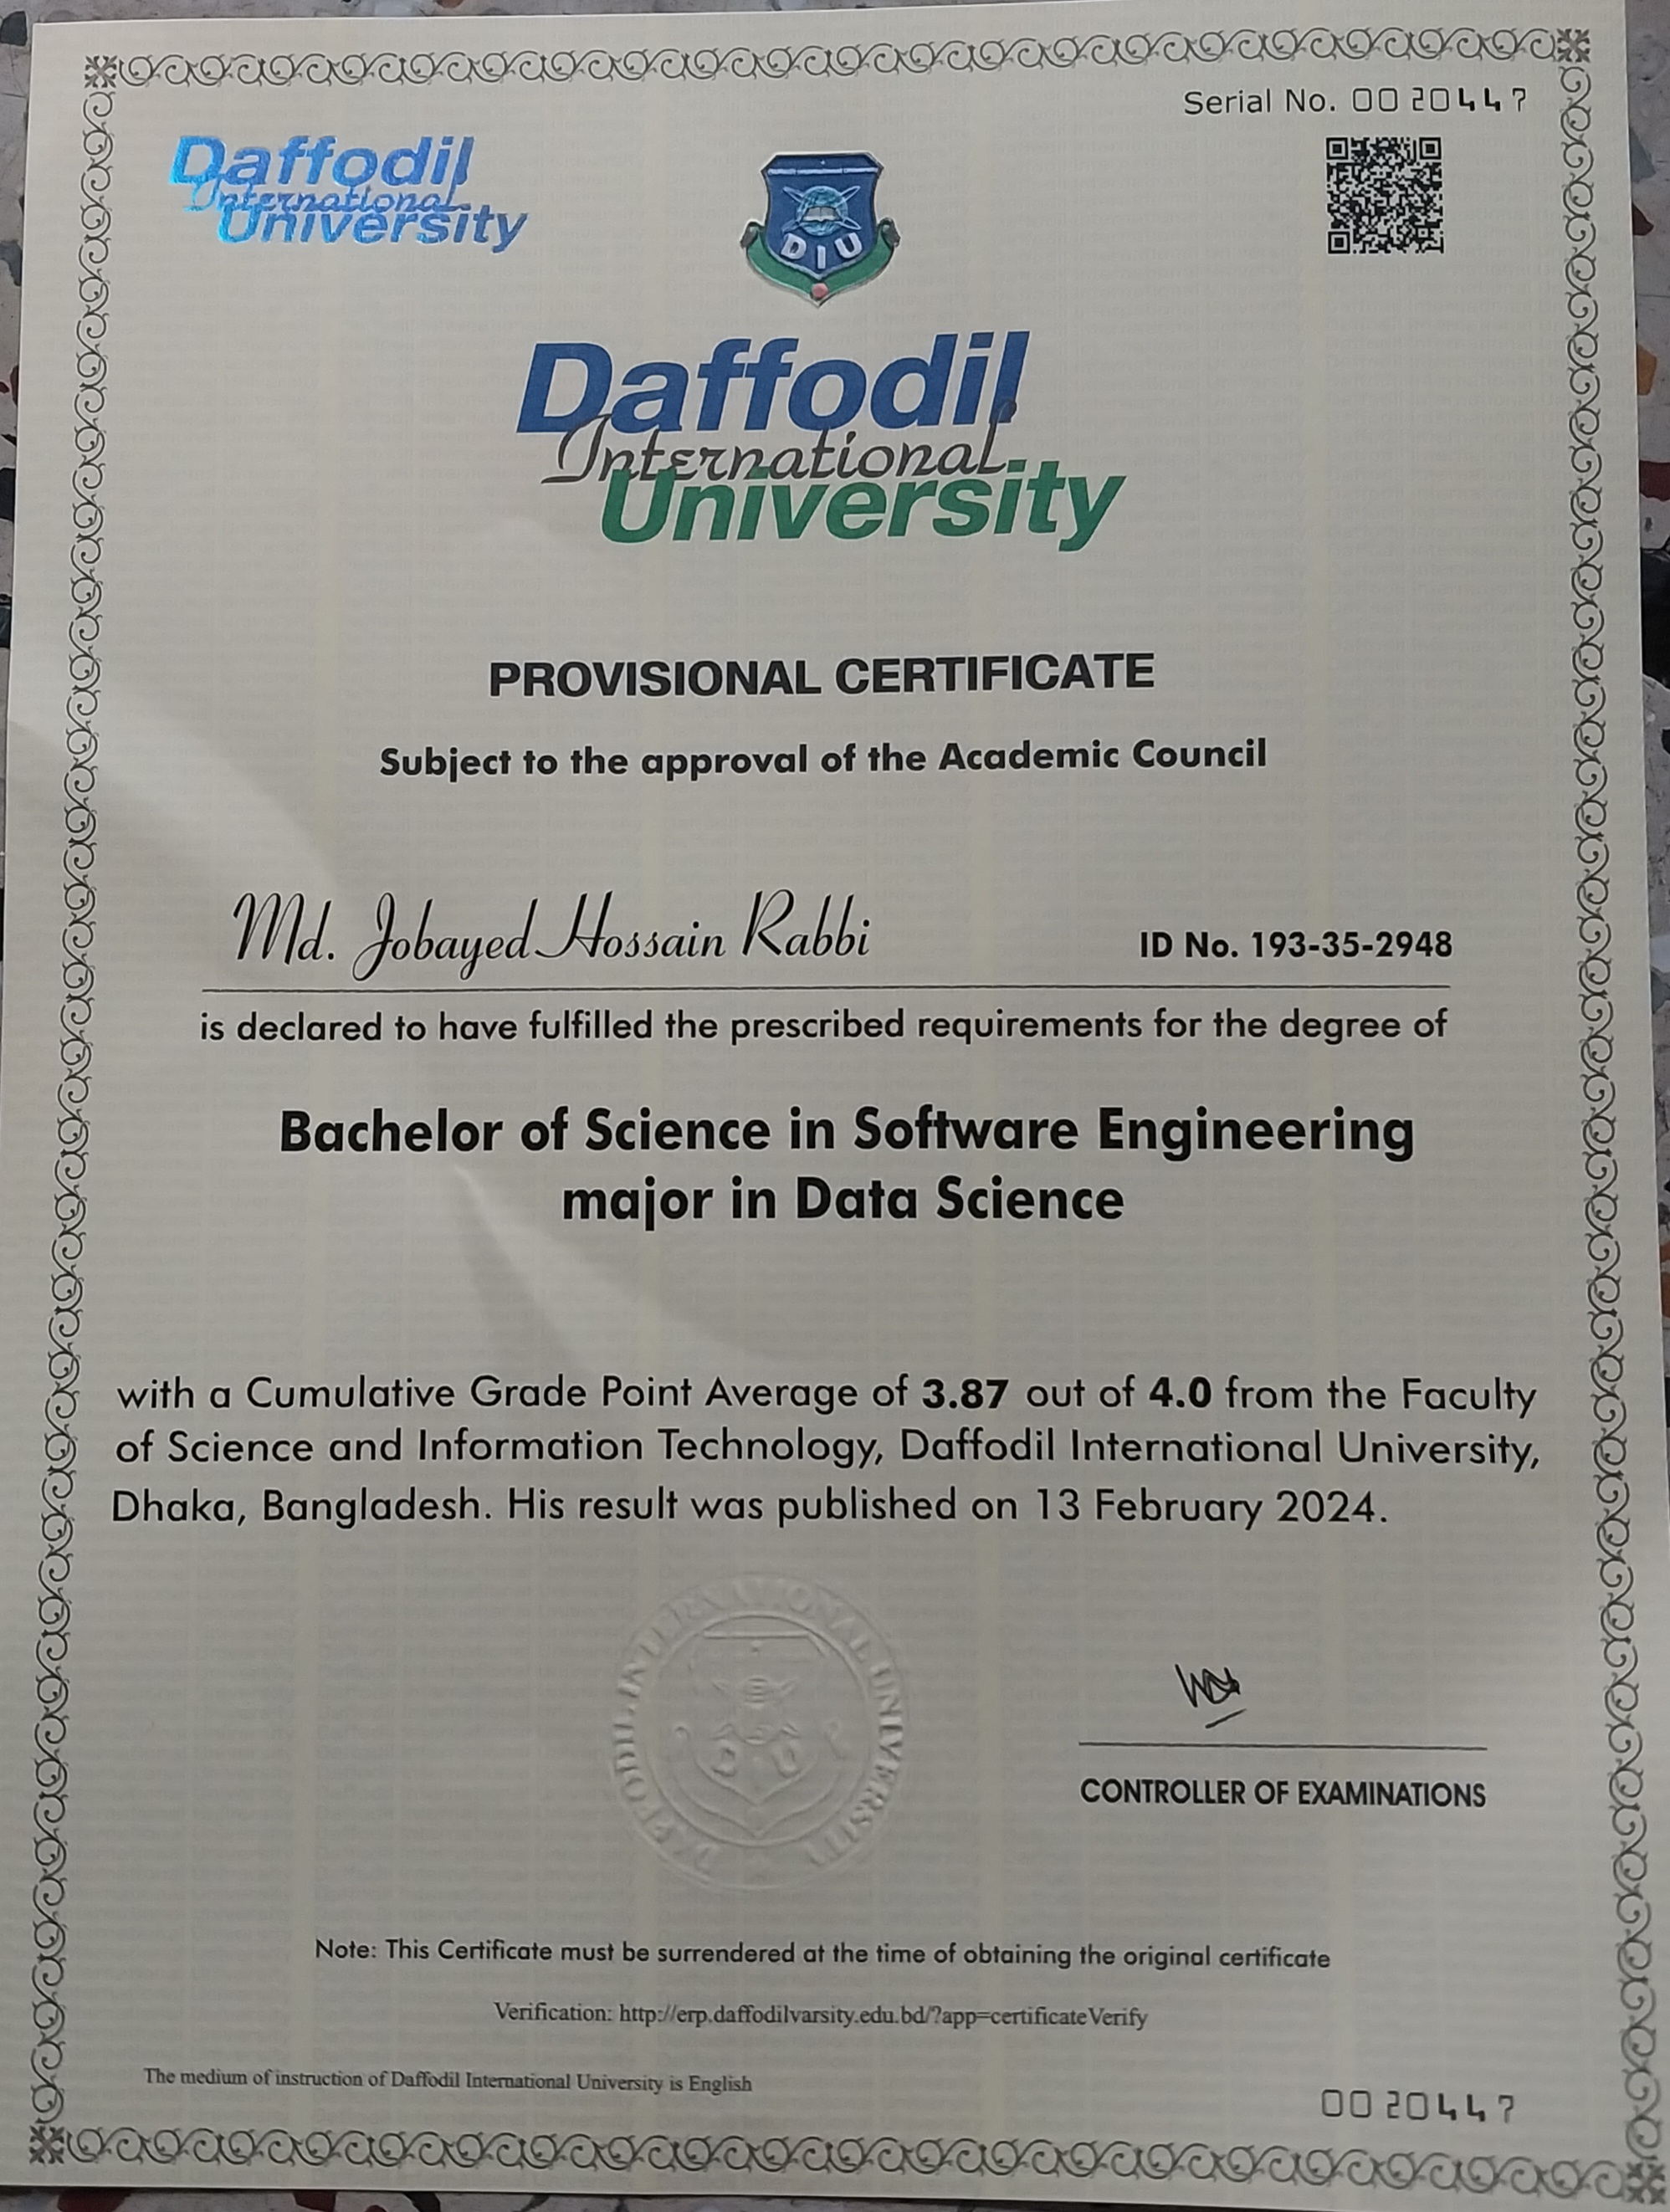 Serial No. 0020447
Daffodil
International
University
DIU
Daffodil
International
University
PROVISIONAL CERTIFICATE
Subject to the approval of the Academic Council
Md. Jobayed Hossain Rabbi ID No. 193-35-2948
is declared to have fulfilled the prescribed requirements for the degree of
Bachelor of Science in Software Engineering
major in Data Science
with a Cumulative Grade Point Average of 3.87 out of 4.0 from the Faculty
of Science and Information Technology, Daffodil International University,
Dhaka, Bangladesh. His result was published on 13 February 2024.
DAFFODIL INTERNATIONAL UNIVERSITY
DIU
CONTROLLER OF EXAMINATIONS
Note: This Certificate must be surrendered at the time of obtaining the original certificate
Verification: http://erp.daffodilvarsity.edu.bd/?app=certificateVerify
The medium of instruction of Daffodil International University is English
0020447